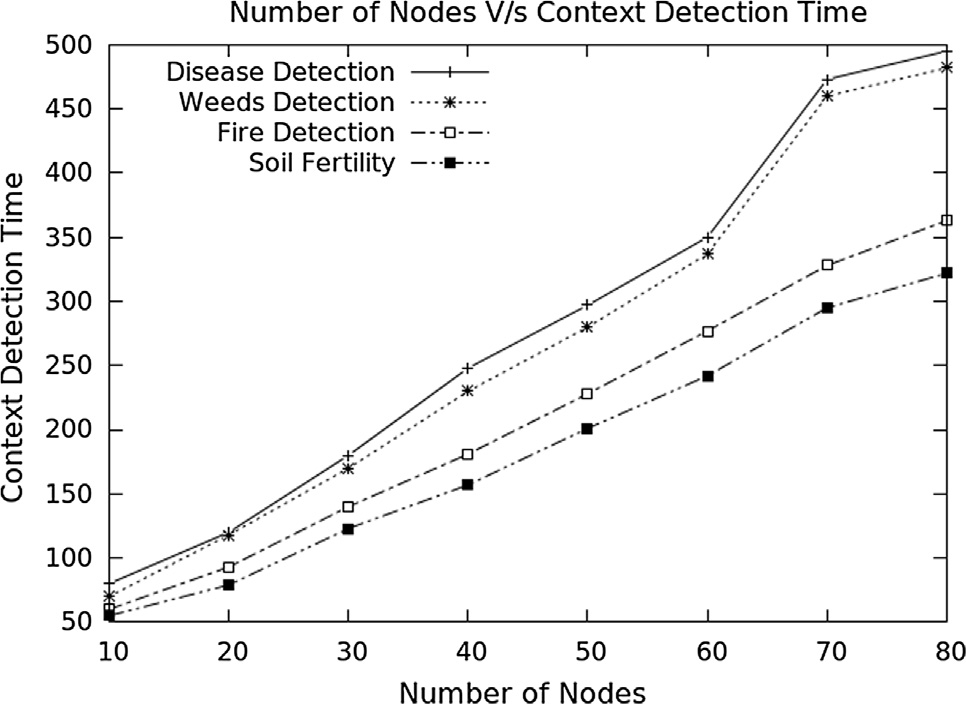 Number of Nodes V/s Context Detection Time
500
450
400
350
300
250
200
150
100
50
Context Detection Time
Disease Detection
Weeds Detection
Fire Detection
Soil Fertility
10 20 30 40 50 60 70 80
Number of Nodes